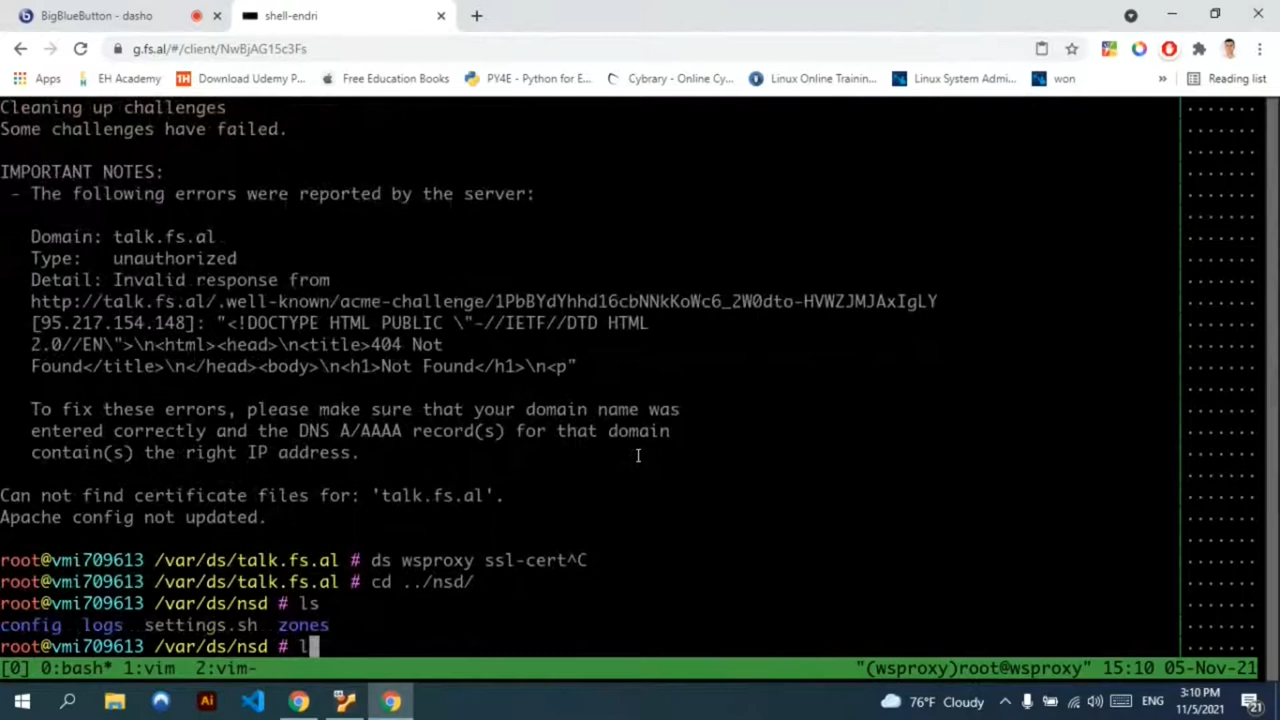 BigBlueButton - dasho
shell-endri
g.fs.al/#/client/NwBjAG15c3Fs
Apps EH Academy Download Udemy P... Free Education Books PY4E - Python for E... Cybrary - Online Cy... Linux Online Trainin... Linux System Admi... won » Reading list
Cleaning up challenges
Some challenges have failed.
IMPORTANT NOTES:
- The following errors were reported by the server:
Domain: talk.fs.al
Type: unauthorized
Detail: Invalid response from
http://talk.fs.al/.well-known/acme-challenge/1PbBYdYhhd16cbNNkKoWc6_2W0dto-HVWZJMJAxIgLY
[95.217.154.148]: "<!DOCTYPE HTML PUBLIC \"-//IETF//DTD HTML
2.0//EN\">\n<html><head>\n<title>404 Not
Found</title>\n</head><body>\n<h1>Not Found</h1>\n<p"
To fix these errors, please make sure that your domain name was
entered correctly and the DNS A/AAAA record(s) for that domain
contain(s) the right IP address.
Can not find certificate files for: 'talk.fs.al'.
Apache config not updated.
root@vmi709613 /var/ds/talk.fs.al # ds wsproxy ssl-cert^C
root@vmi709613 /var/ds/talk.fs.al # cd ../nsd/
root@vmi709613 /var/ds/nsd # ls
config logs settings.sh zones
root@vmi709613 /var/ds/nsd # l
[0] 0:bash* 1:vim 2:vim- "(wsproxy)root@wsproxy" 15:10 05-Nov-21
76°F Cloudy ENG 3:10 PM
11/5/2021 21